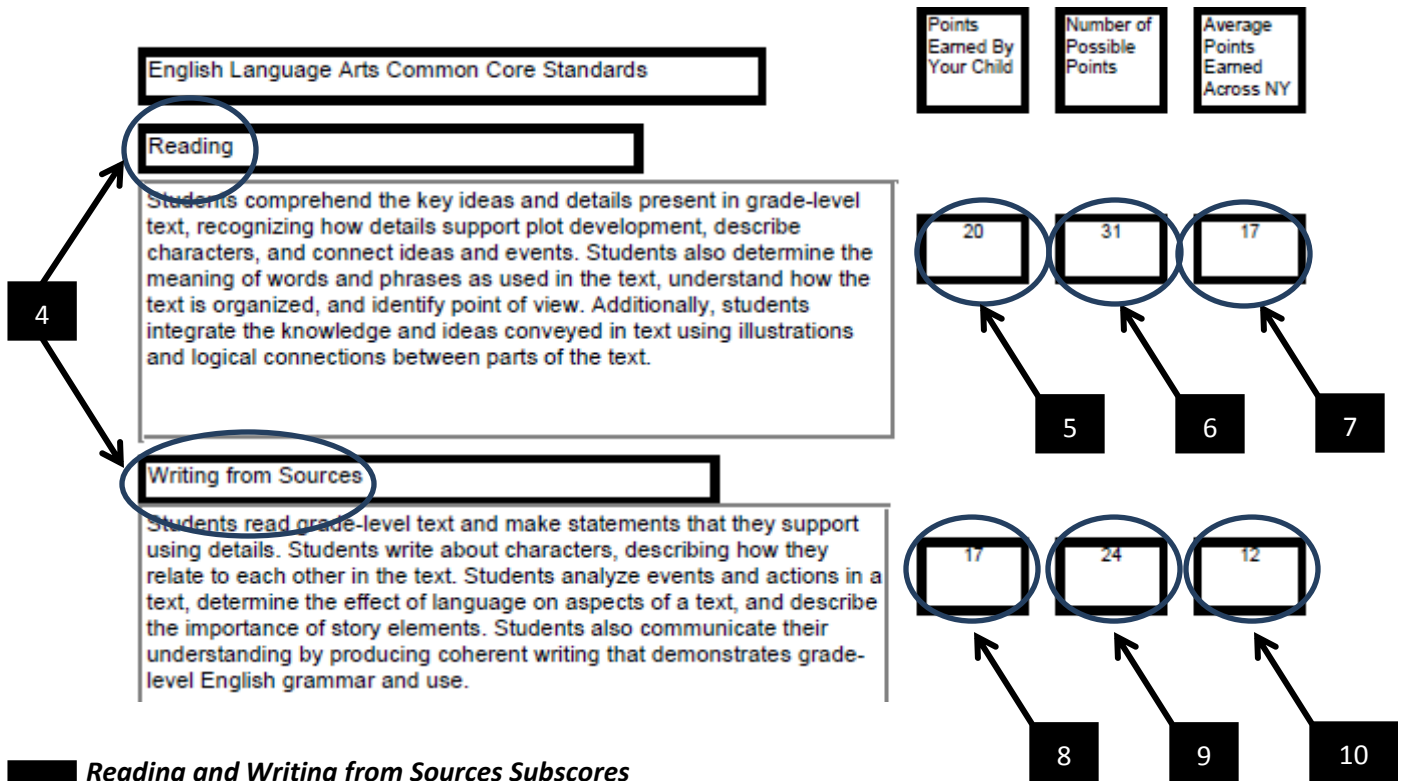 Points
Earned By
Your Child
Number of
Possible
Points
Average
Points
Earned
Across NY
English Language Arts Common Core Standards
Reading
Students comprehend the key ideas and details present in grade-level
text, recognizing how details support plot development, describe
characters, and connect ideas and events. Students also determine the
meaning of words and phrases as used in the text, understand how the
text is organized, and identify point of view. Additionally, students
integrate the knowledge and ideas conveyed in text using illustrations
and logical connections between parts of the text.
20 31 17
4
5 6 7
Writing from Sources
Students read grade-level text and make statements that they support
using details. Students write about characters, describing how they
relate to each other in the text. Students analyze events and actions in a
text, determine the effect of language on aspects of a text, and describe
the importance of story elements. Students also communicate their
understanding by producing coherent writing that demonstrates grade-
level English grammar and use.
17 24 12
8 9 10
Reading and Writing from Sources Subscores